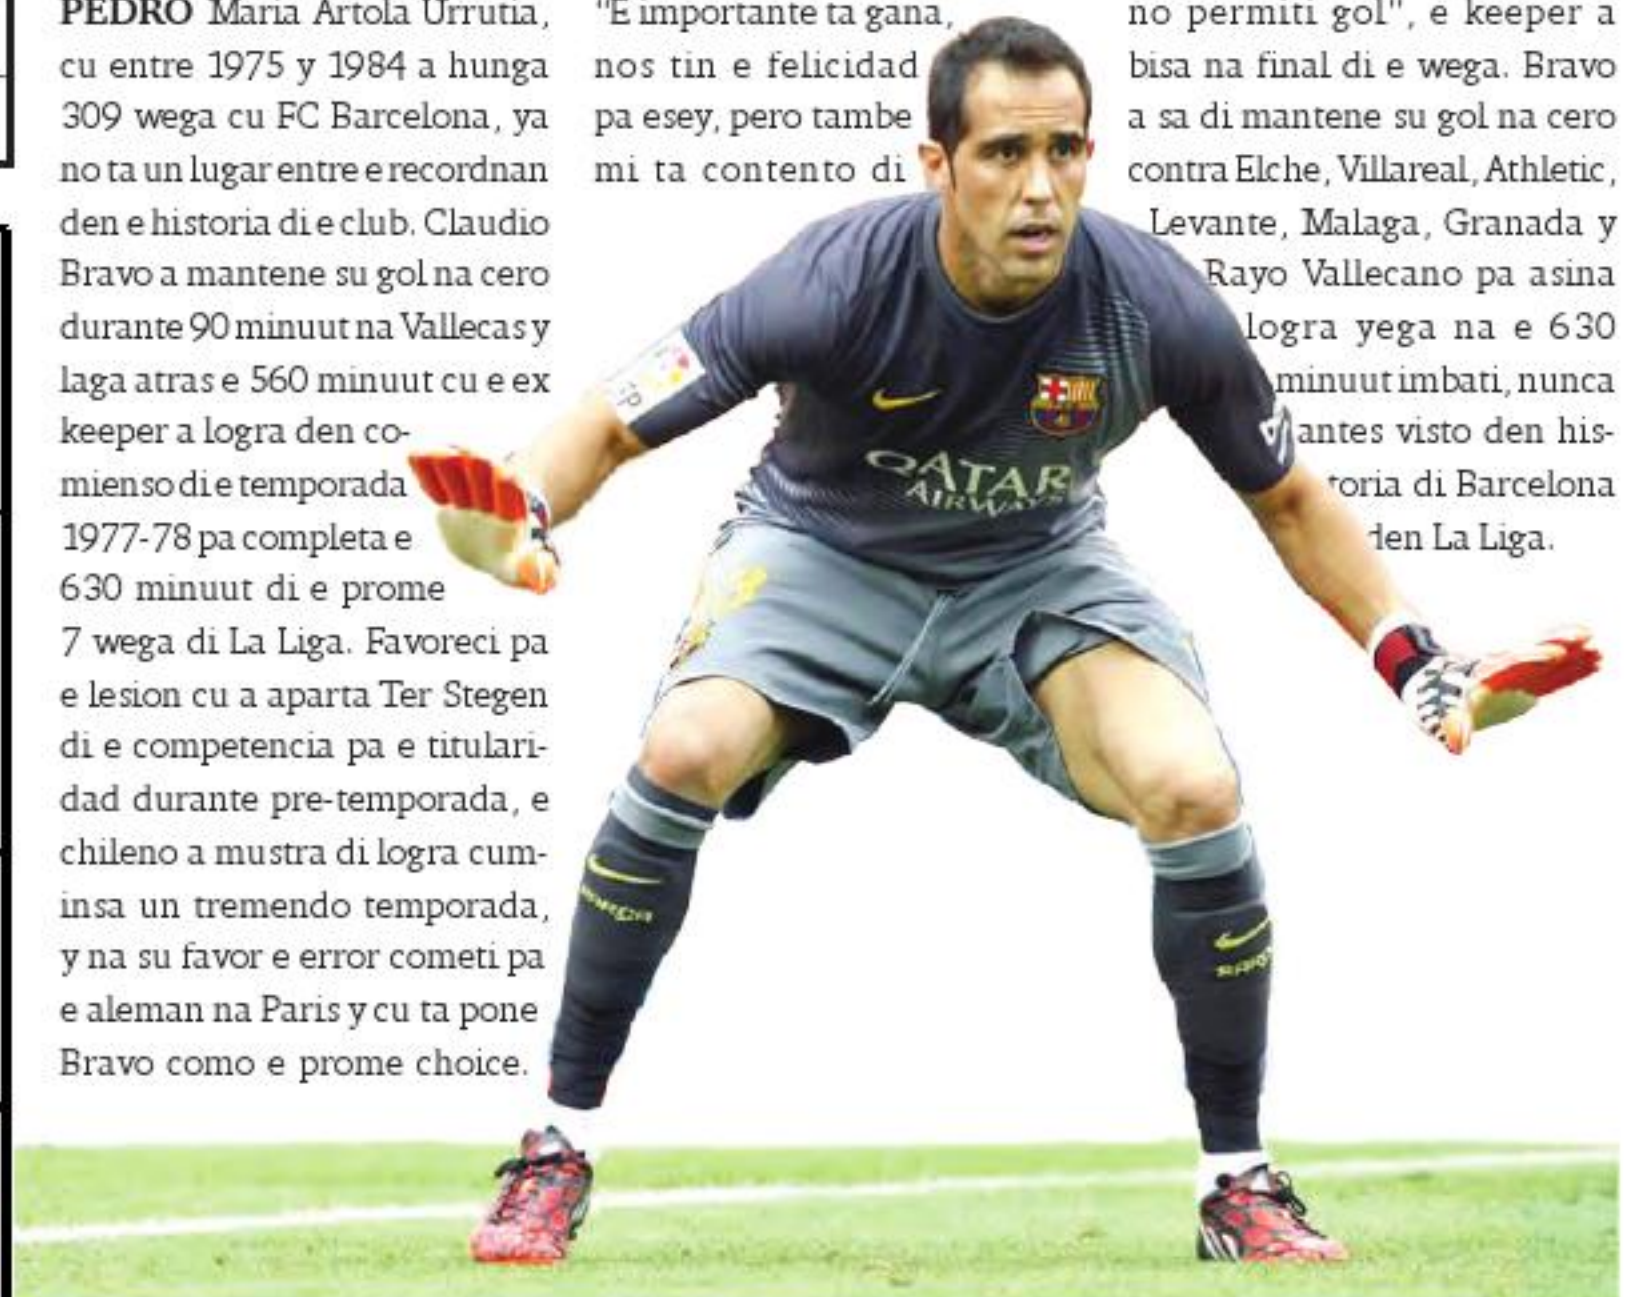 PEDRO Maria Artola Urrutia,
cu entre 1975 y 1984 a hunga
309 wega cu FC Barcelona, ya
no ta un lugar entre e recordnan
den e historia di e club. Claudio
Bravo a mantene su gol na cero
durante 90 minuut na Vallecas y
laga atras e 560 minuut cu e ex
keeper a logra den co-
mienso di e temporada
1977-78 pa completa e
630 minuut di e prome
7 wega di La Liga. Favoreci pa
e lesion cu a aparta Ter Stegen
di e competencia pa e titulari-
dad durante pre-temporada, e
chileno a mustra di logra cum-
insa un tremendo temporada,
y na su favor e error cometi pa
e aleman na Paris y cu ta pone
Bravo como e prome choice.
"E importante ta gana,
nos tin e felicidad
pa esey, pero tambe
mi ta contento di
no permiti gol", e keeper a
bisa na final di e wega. Bravo
a sa di mantene su gol na cero
contra Elche, Villareal, Athletic,
Levante, Malaga, Granada y
Rayo Vallecano pa asina
logra yega na e 630
minuut imbati, nunca
antes visto den his-
toria di Barcelona
den La Liga.
QATAR
AIRWAYS